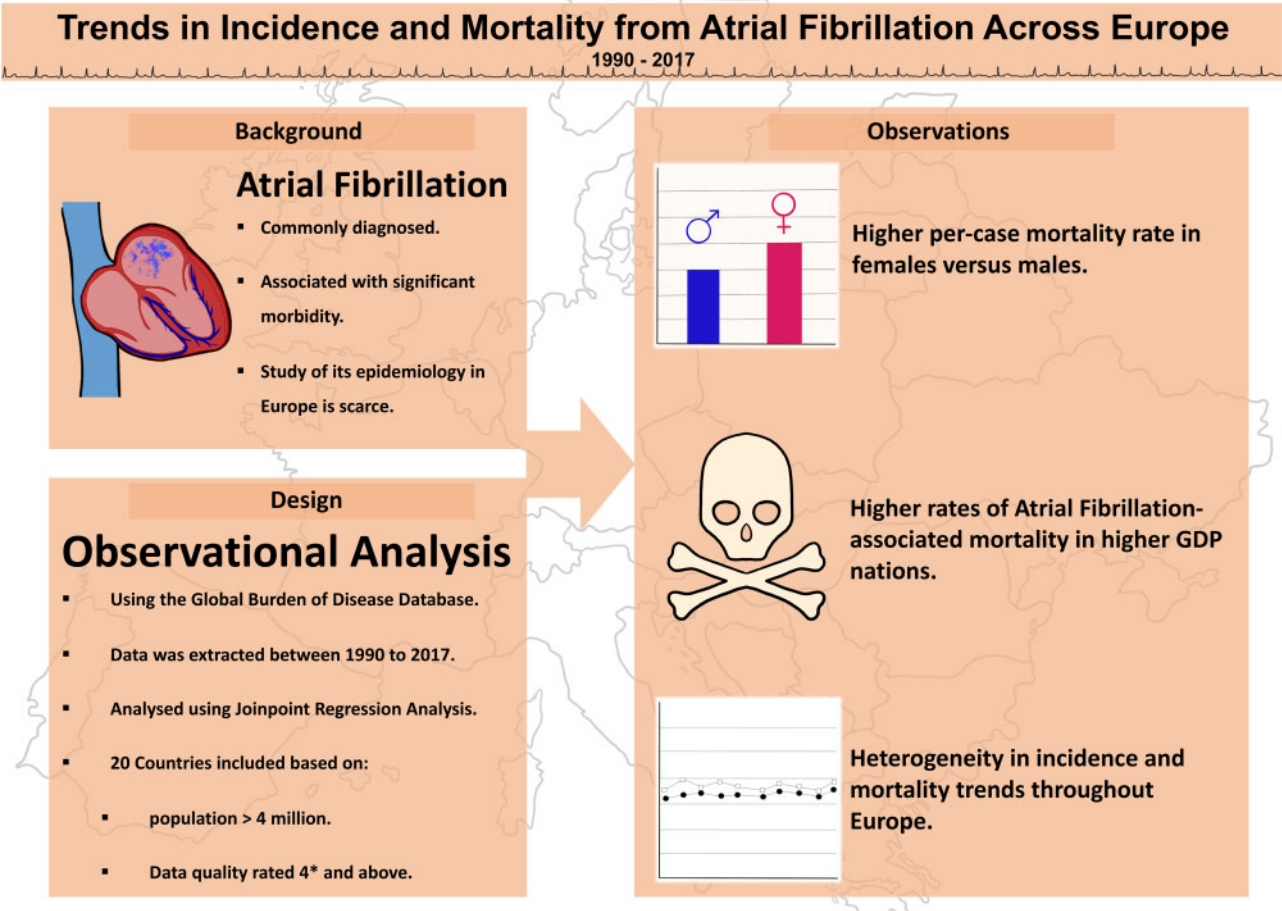 Trends in Incidence and Mortality from Atrial Fibrillation Across Europe
1990 - 2017
Background
Atrial Fibrillation
▪ Commonly diagnosed.
▪ Associated with significant
morbidity.
▪ Study of its epidemiology in
Europe is scarce.
Design
Observational Analysis
▪ Using the Global Burden of Disease Database.
▪ Data was extracted between 1990 to 2017.
▪ Analysed using Joinpoint Regression Analysis.
▪ 20 Countries included based on:
▪ population > 4 million.
▪ Data quality rated 4* and above.
Observations
♂ ♀
Higher per-case mortality rate in
females versus males.
Higher rates of Atrial Fibrillation-
associated mortality in higher GDP
nations.
Heterogeneity in incidence and
mortality trends throughout
Europe.